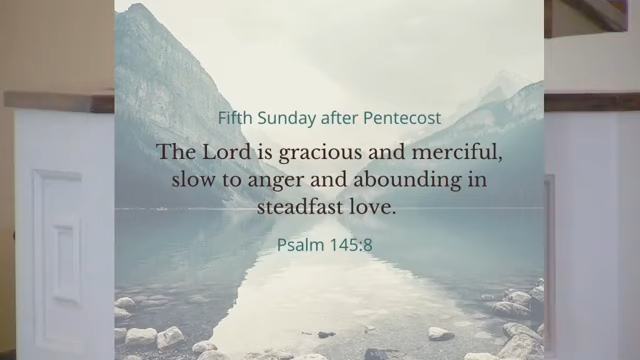 Fifth Sunday after Pentecost
The Lord is gracious and merciful,
slow to anger and abounding in
steadfast love.
Psalm 145:8